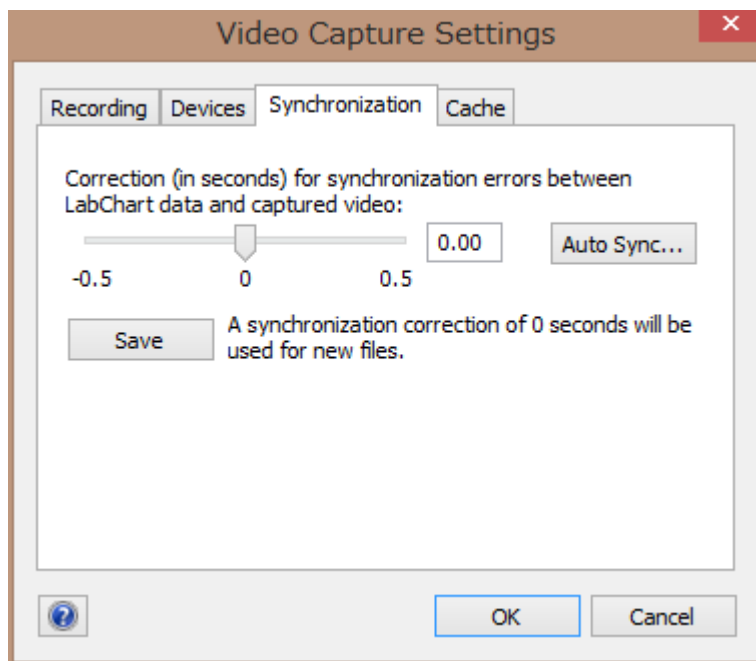 Video Capture Settings
Recording Devices Synchronization Cache
Correction (in seconds) for synchronization errors between
LabChart data and captured video:
0.00 Auto Sync...
-0.5 0 0.5
Save A synchronization correction of 0 seconds will be
used for new files.
? OK Cancel